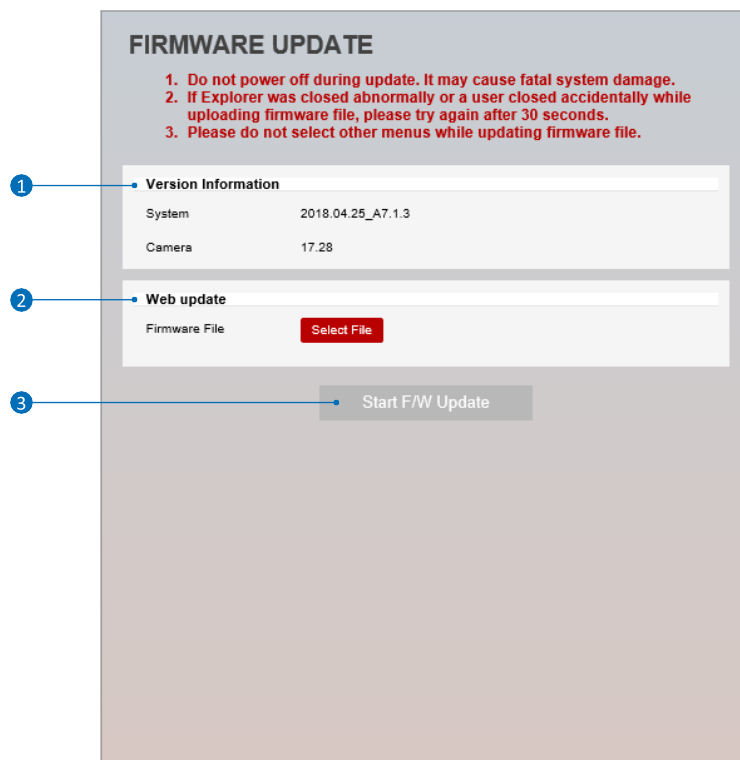 FIRMWARE UPDATE
1. Do not power off during update. It may cause fatal system damage.
2. If Explorer was closed abnormally or a user closed accidentally while
uploading firmware file, please try again after 30 seconds.
3. Please do not select other menus while updating firmware file.
1 Version Information
System 2018.04.25_A7.1.3
Camera 17.28
2 Web update
Firmware File Select File
3 Start F/W Update